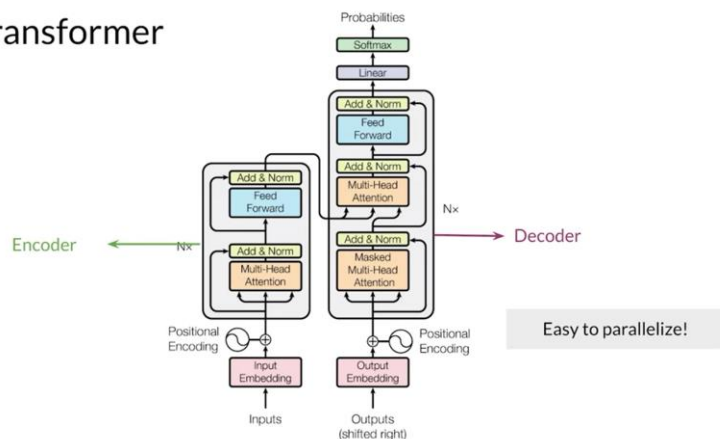 ransformer
Probabilities
Softmax
Linear
Add & Norm
Feed
Forward
Add & Norm
Multi-Head
Attention
Nx
Add & Norm
Masked
Multi-Head
Attention
Decoder
Add & Norm
Feed
Forward
Encoder
Nx
Add & Norm
Multi-Head
Attention
Easy to parallelize!
Positional
Encoding
Positional
Encoding
Input
Embedding
Output
Embedding
Inputs
Outputs
(shifted right)